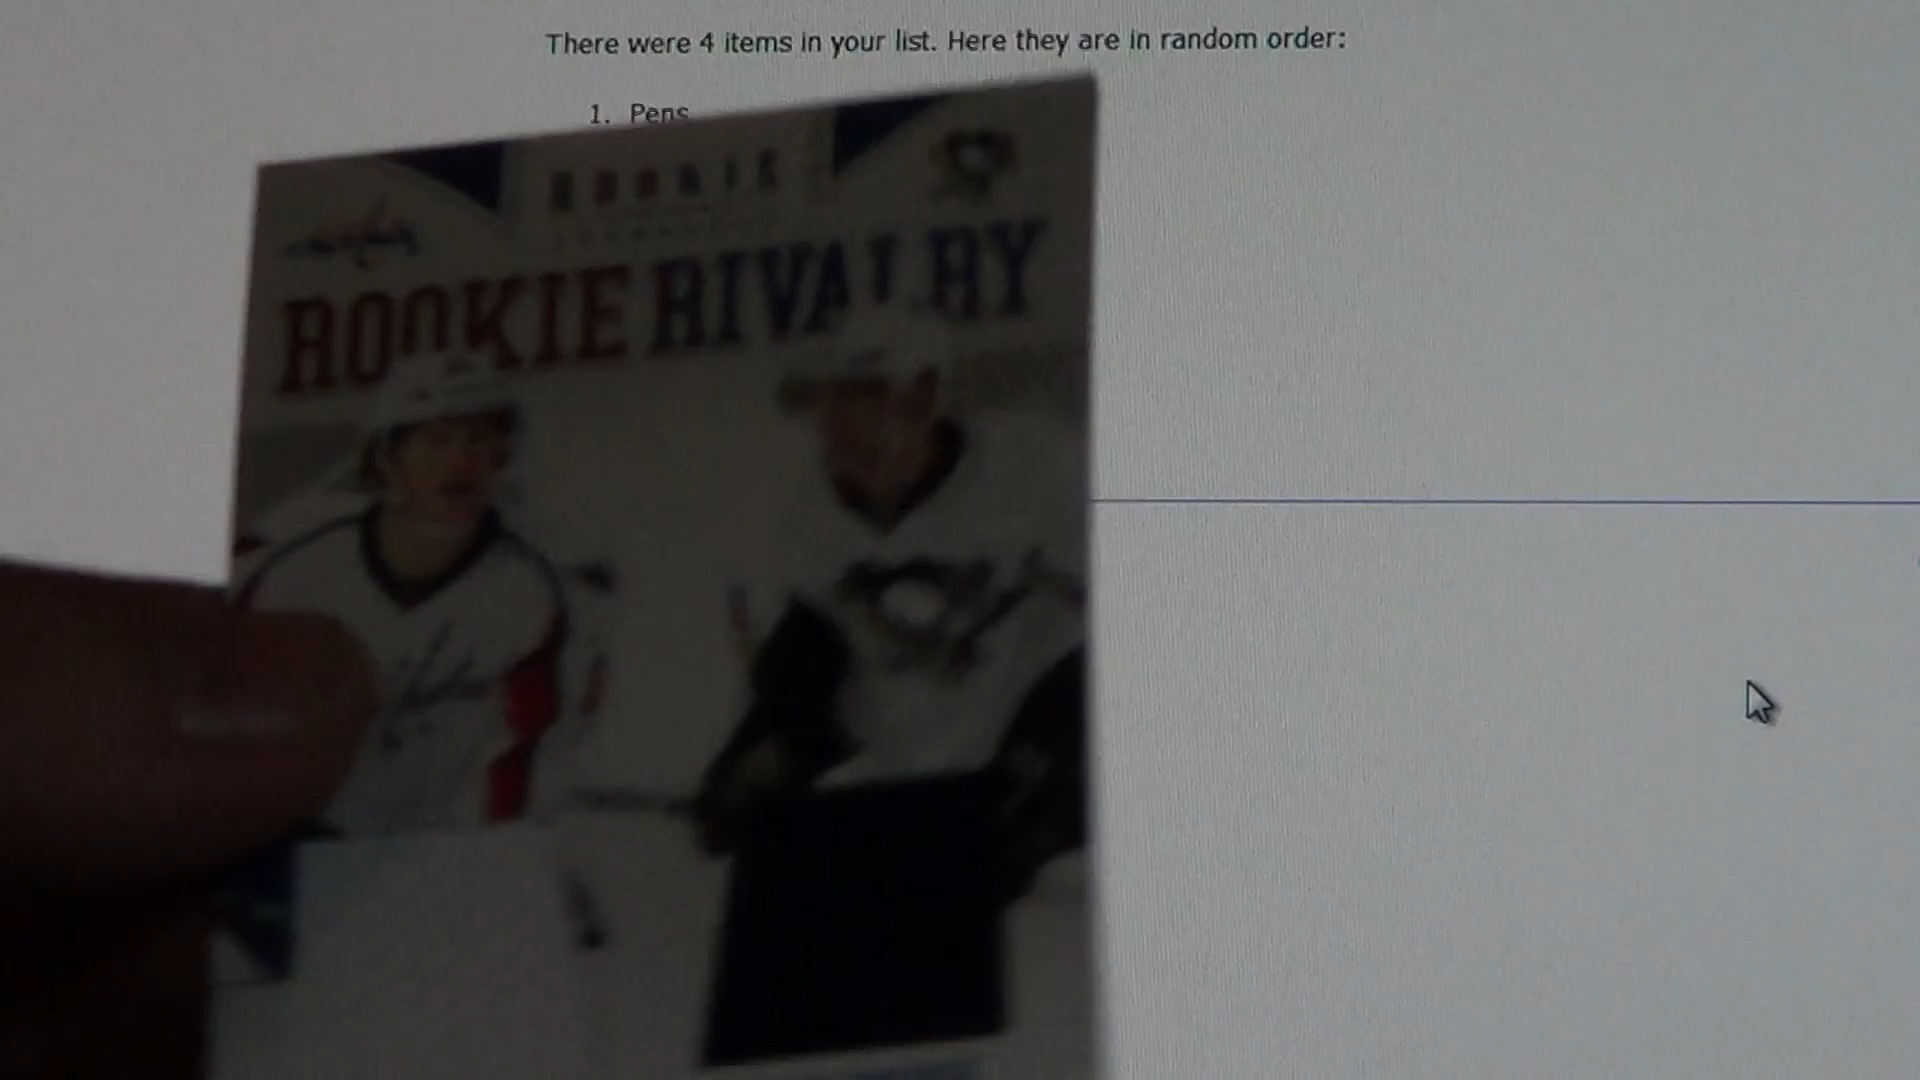 There were 4 items in your list. Here they are in random order:
1. Pens
ROOKIE
ROOKIE RIVALRY